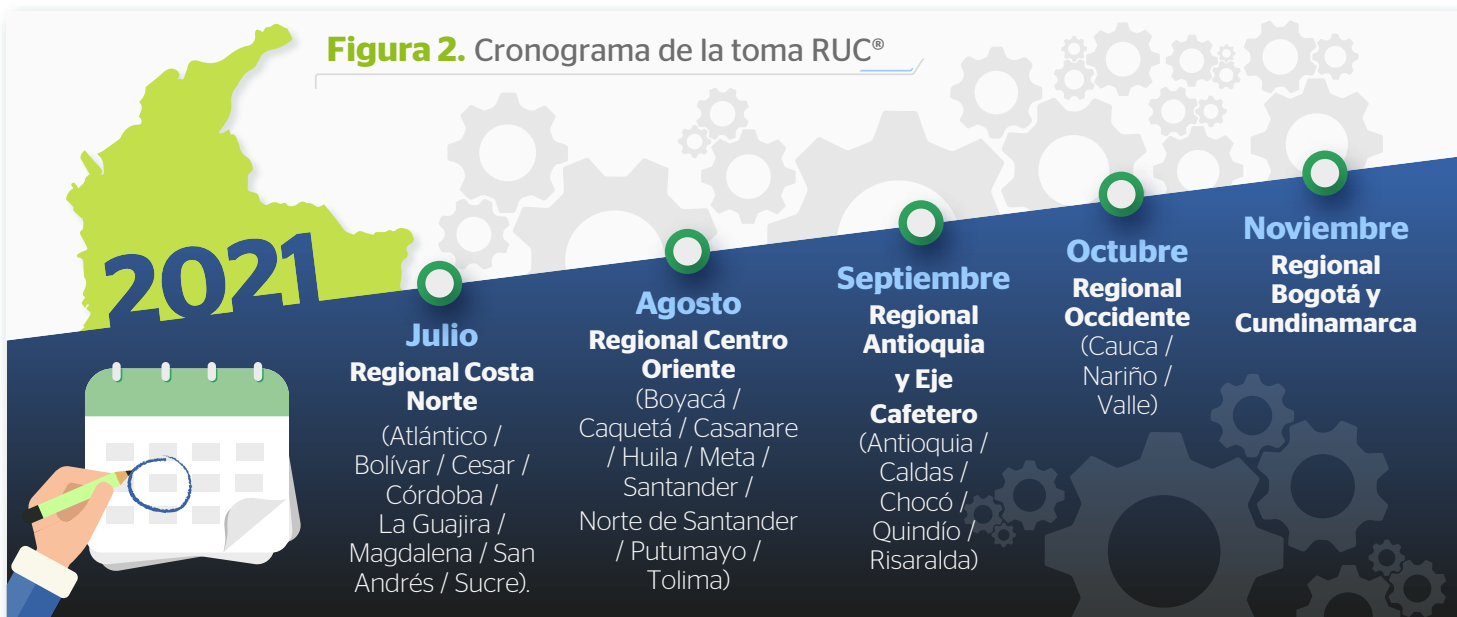 Figura 2. Cronograma de la toma RUC®
2021
Julio
Regional Costa
Norte
(Atlántico /
Bolívar / Cesar /
Córdoba /
La Guajira /
Magdalena / San
Andrés / Sucre).
Agosto
Regional Centro
Oriente
(Boyacá /
Caquetá / Casanare
/ Huila / Meta /
Santander /
Norte de Santander
/ Putumayo /
Tolima)
Septiembre
Regional
Antioquia
y Eje
Cafetero
(Antioquia /
Caldas /
Chocó /
Quindío /
Risaralda)
Octubre
Regional
Occidente
(Cauca /
Nariño /
Valle)
Noviembre
Regional
Bogotá y
Cundinamarca